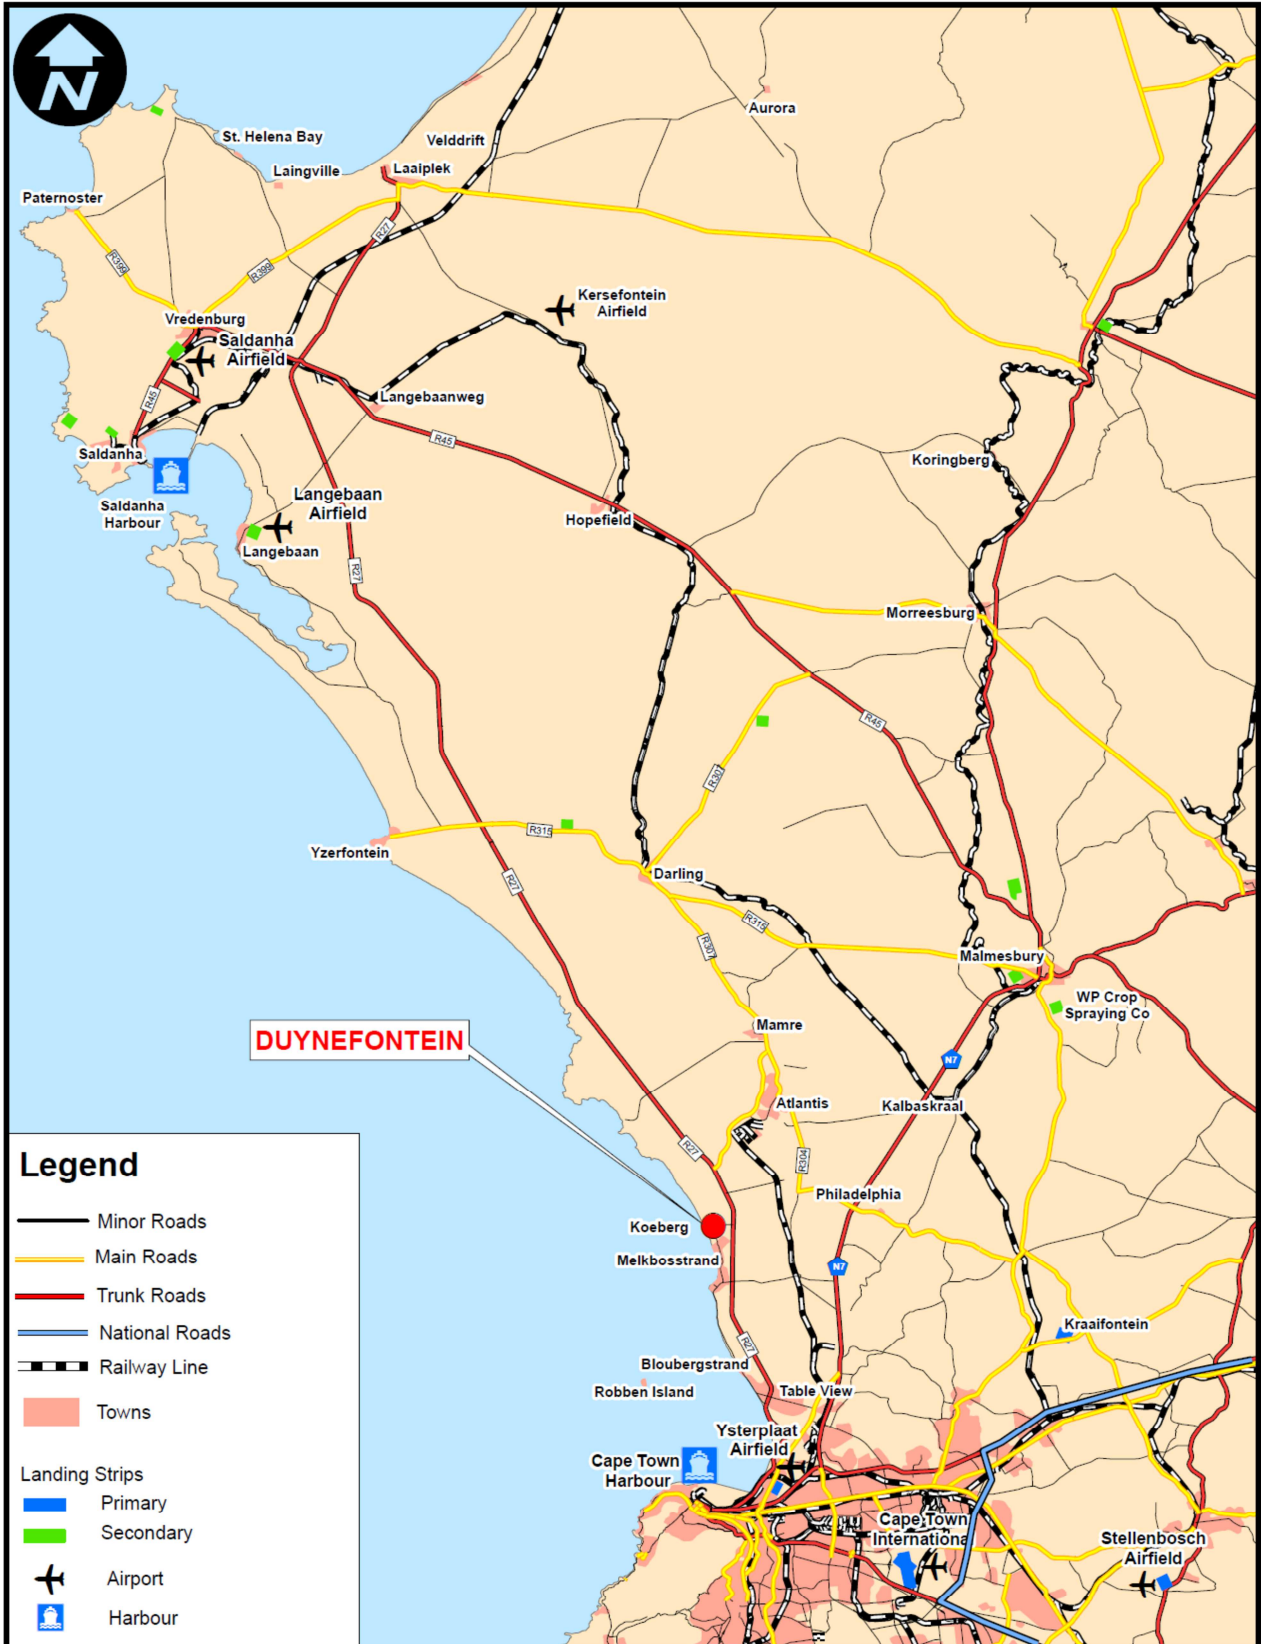 N
Aurora
St. Helena Bay
Velddrift
Laingville
Laaiplek
Paternoster
R27
R399
R399
Kersefontein
Airfield
Vredenburg
Saldanha
Airfield
R45
Langebaanweg
R45
Saldanha
Koringberg
Saldanha
Harbour
Langebaan
Airfield
Hopefield
Langebaan
R27
Morreesburg
R45
R307
R315
Yzerfontein
Darling
R27
R315
R307
Malmesbury
WP Crop
Spraying Co
Mamre
DUYNEFONTEIN
N7
Atlantis
Kalbaskraal
R27
R304
Philadelphia
Koeberg
Melkbosstrand
N7
Kraaifontein
R27
Bloubergstrand
Robben Island
Table View
Ysterplaat
Airfield
Cape Town
Harbour
Cape Town
Internationa
Stellenbosch
Airfield
Legend
Minor Roads
Main Roads
Trunk Roads
National Roads
Railway Line
Towns
Landing Strips
Primary
Secondary
Airport
Harbour